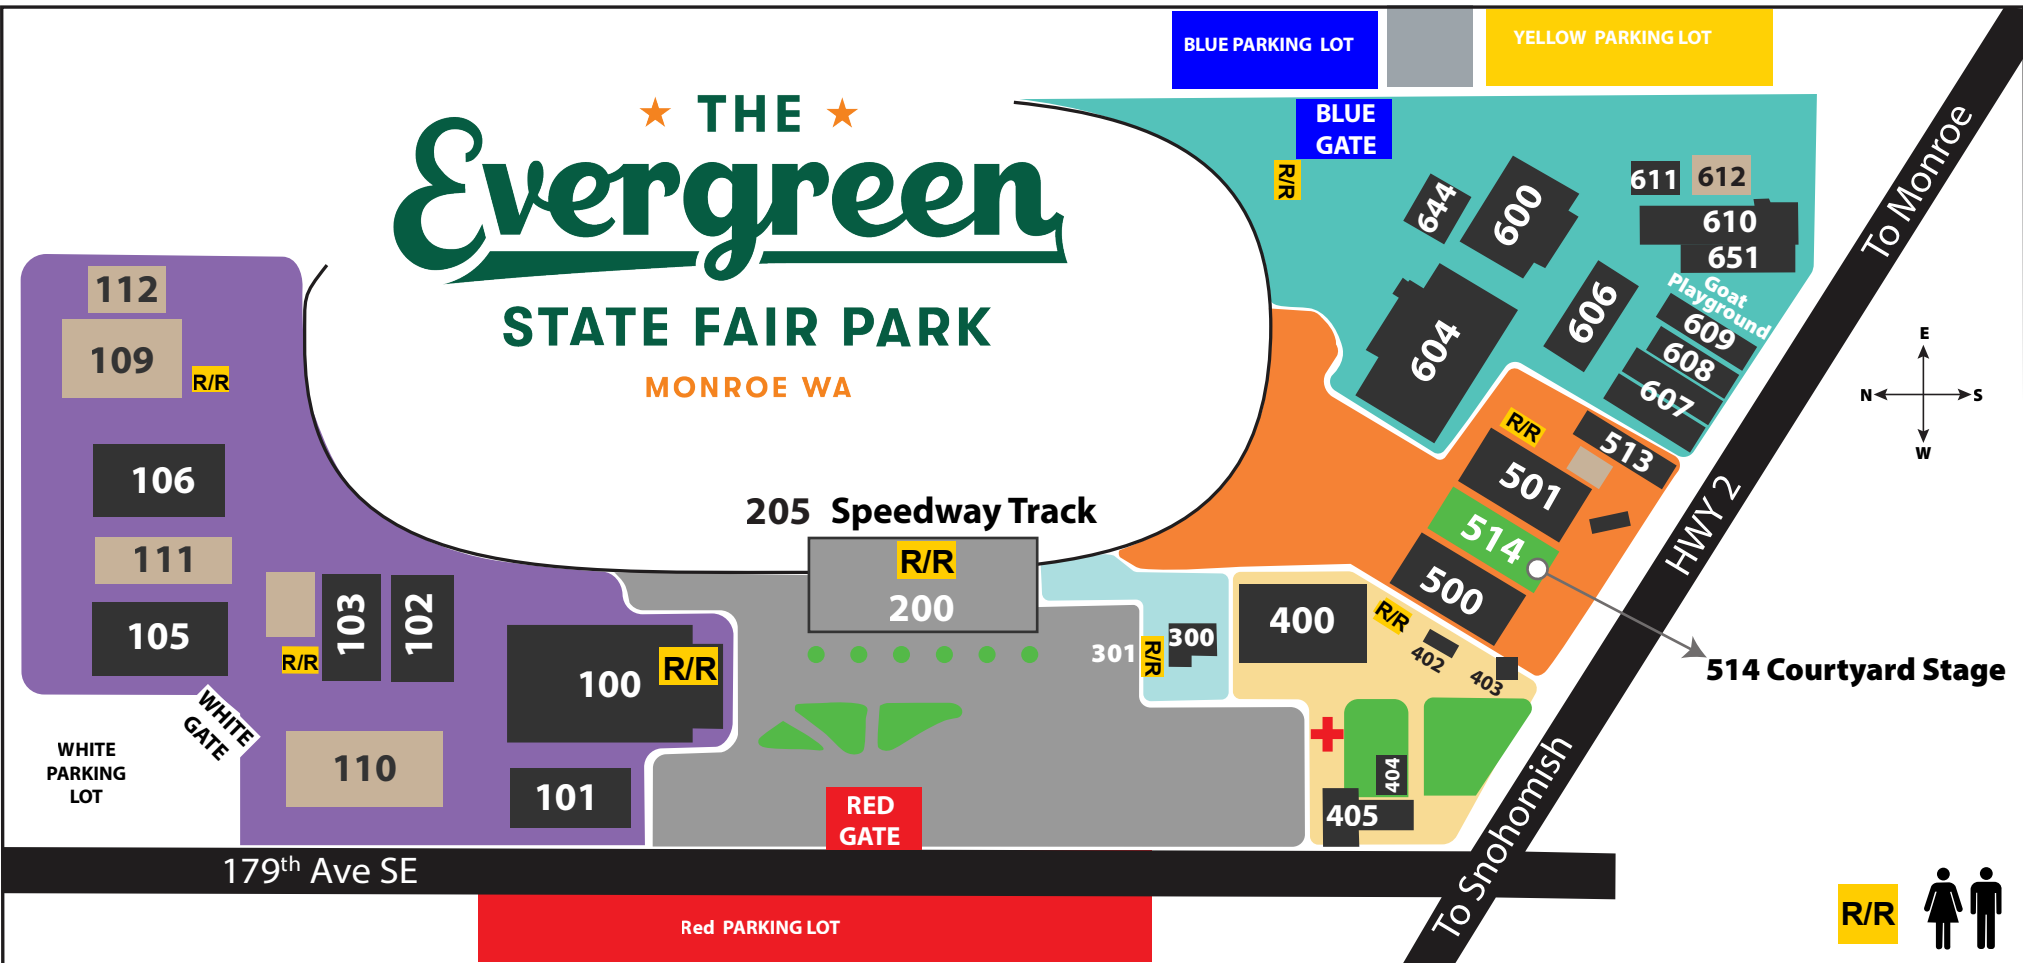 BLUE PARKING LOT
YELLOW PARKING LOT
THE
Evergreen
STATE FAIR PARK
MONROE WA
BLUE
GATE
R/R
644
600
611
612
610
651
Goat
Playground
609
608
607
606
604
To Monroe
E
N
S
W
112
109
R/R
106
111
105
103
102
R/R
100
R/R
110
101
WHITE
GATE
WHITE
PARKING
LOT
205 Speedway Track
R/R
200
301
R/R
300
400
R/R
402
403
404
405
R/R
513
501
514
500
HWY 2
514 Courtyard Stage
RED
GATE
179th Ave SE
To Snohomish
Red PARKING LOT
R/R